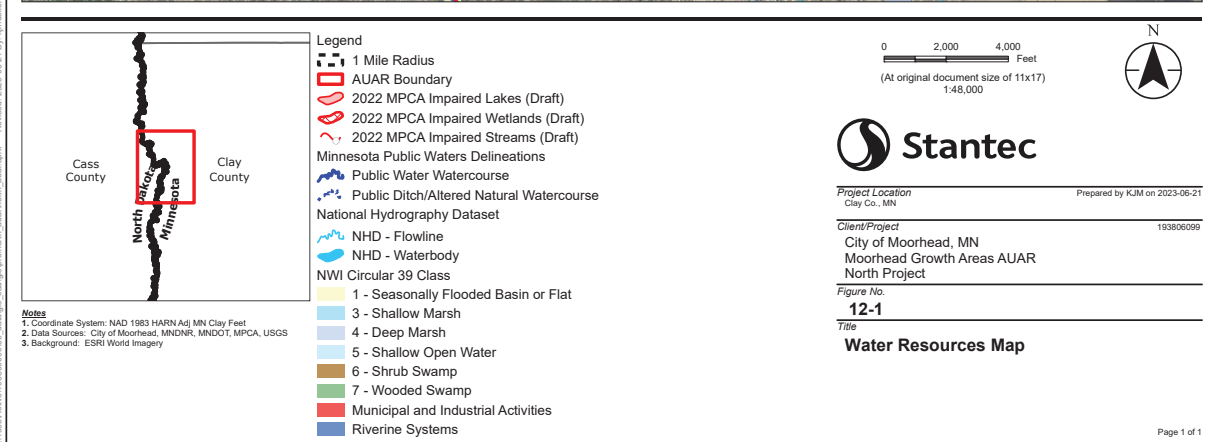 Cass
County
Clay
County
North Dakota
Minnesota
Notes
1. Coordinate System: NAD 1983 HARN Adj MN Clay Feet
2. Data Sources: City of Moorhead, MNDNR, MNDOT, MPCA, USGS
3. Background: ESRI World Imagery
Legend
1 Mile Radius
AUAR Boundary
2022 MPCA Impaired Lakes (Draft)
2022 MPCA Impaired Wetlands (Draft)
2022 MPCA Impaired Streams (Draft)
Minnesota Public Waters Delineations
Public Water Watercourse
Public Ditch/Altered Natural Watercourse
National Hydrography Dataset
NHD - Flowline
NHD - Waterbody
NWI Circular 39 Class
1 - Seasonally Flooded Basin or Flat
3 - Shallow Marsh
4 - Deep Marsh
5 - Shallow Open Water
6 - Shrub Swamp
7 - Wooded Swamp
Municipal and Industrial Activities
Riverine Systems
0 2,000 4,000
Feet
(At original document size of 11x17)
1:48,000
N
Stantec
Project Location Prepared by KJM on 2023-06-21
Clay Co., MN
Client/Project 193806099
City of Moorhead, MN
Moorhead Growth Areas AUAR
North Project
Figure No.
12-1
Title
Water Resources Map
Page 1 of 1